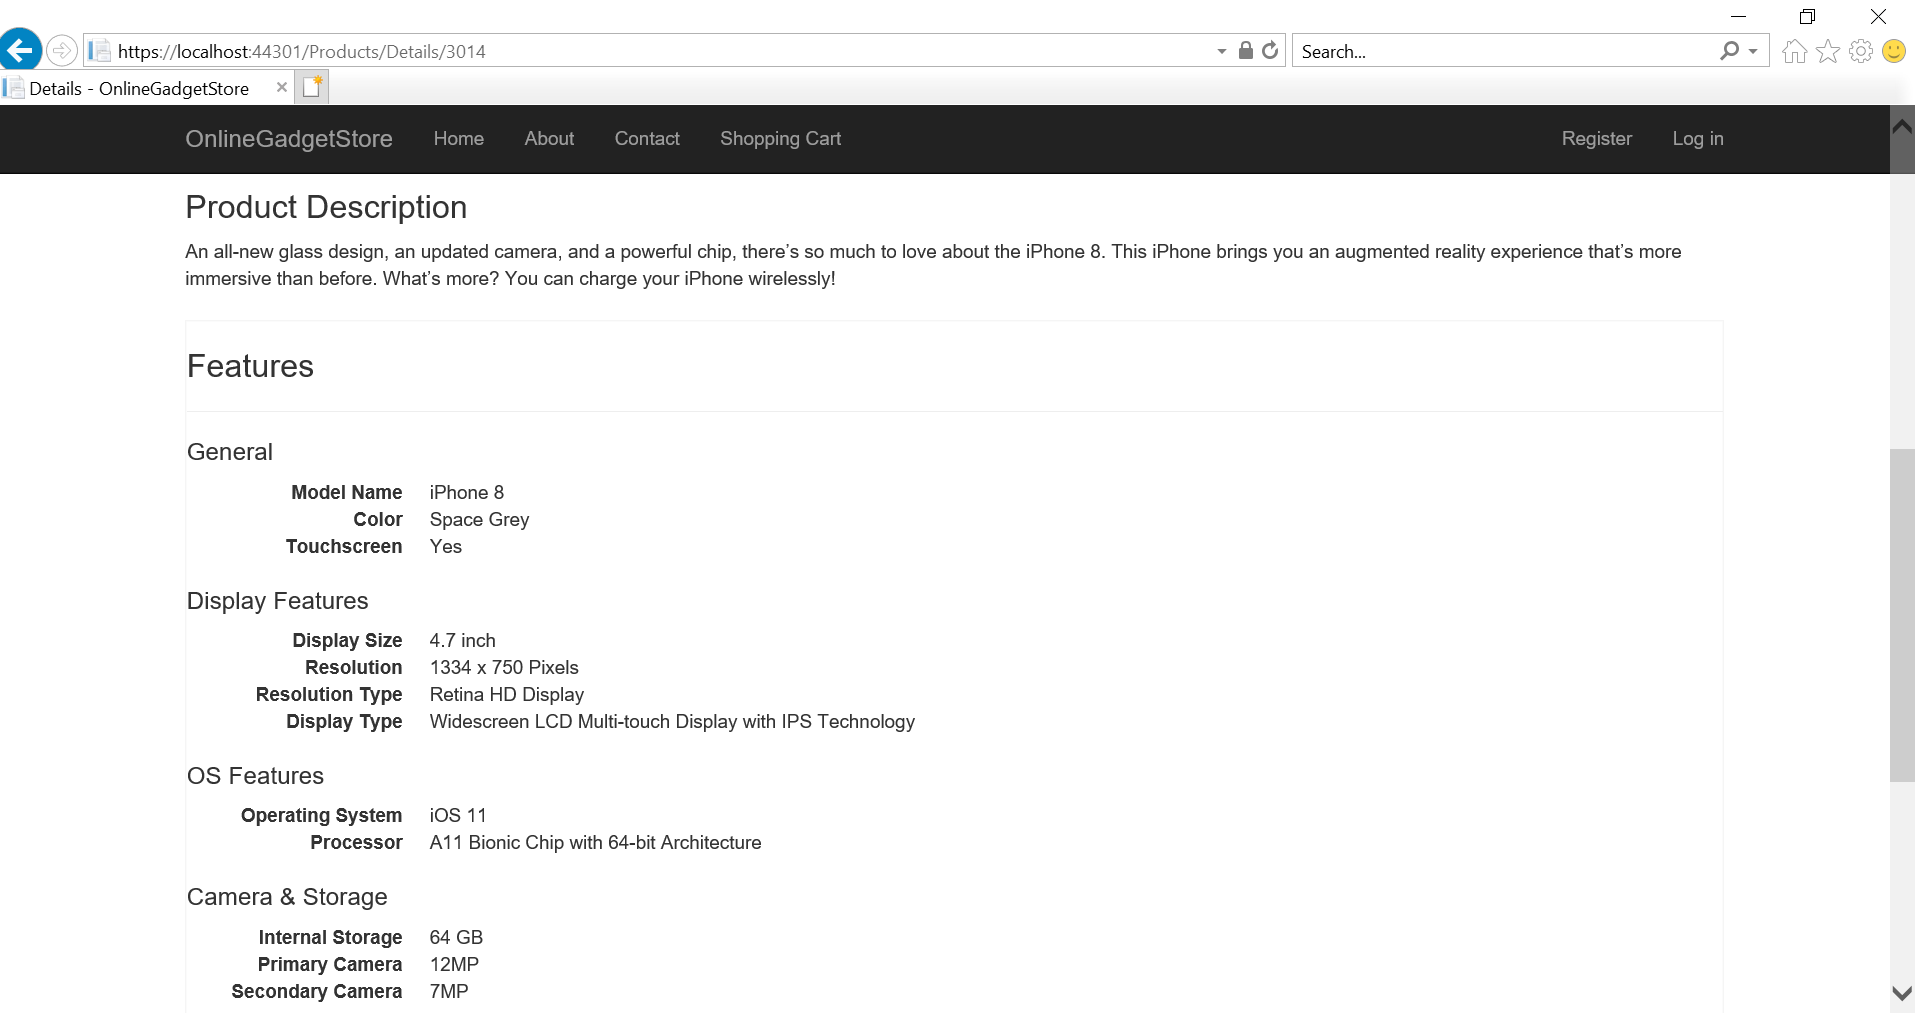 https://localhost:44301/Products/Details/3014
Search...
Details - OnlineGadgetStore
OnlineGadgetStore Home About Contact Shopping Cart Register Log in
Product Description
An all-new glass design, an updated camera, and a powerful chip, there’s so much to love about the iPhone 8. This iPhone brings you an augmented reality experience that’s more
immersive than before. What’s more? You can charge your iPhone wirelessly!
Features
General
Model Name iPhone 8
Color Space Grey
Touchscreen Yes
Display Features
Display Size 4.7 inch
Resolution 1334 x 750 Pixels
Resolution Type Retina HD Display
Display Type Widescreen LCD Multi-touch Display with IPS Technology
OS Features
Operating System iOS 11
Processor A11 Bionic Chip with 64-bit Architecture
Camera & Storage
Internal Storage 64 GB
Primary Camera 12MP
Secondary Camera 7MP